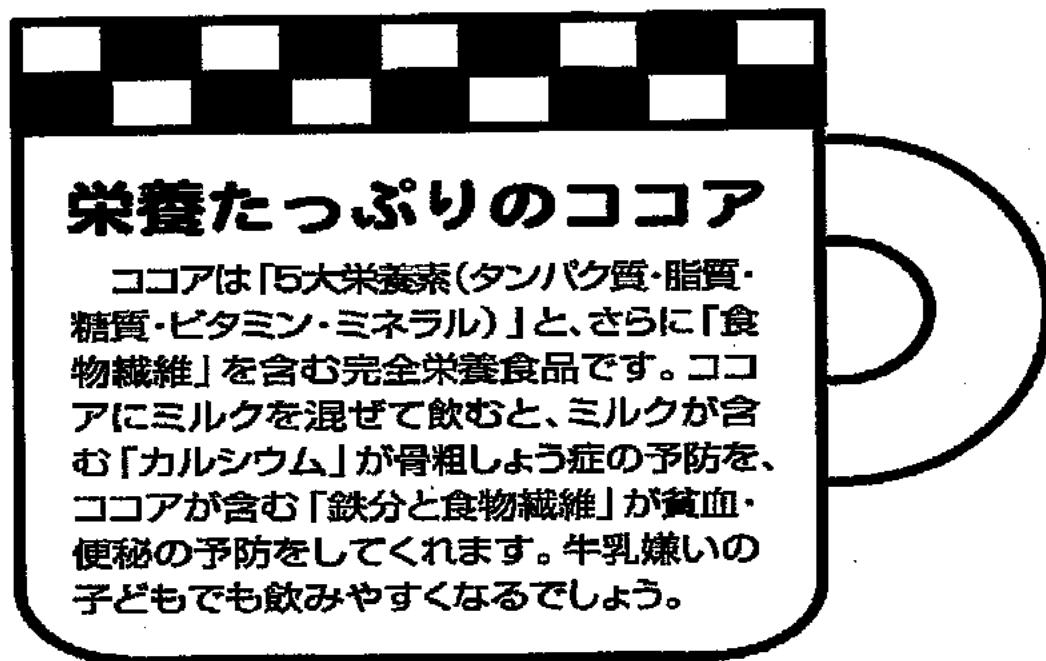 栄養たっぷりのココア
ココアは「5大栄養素(タンパク質・脂質・
糖質・ビタミン・ミネラル)」と、さらに「食
物繊維」を含む完全栄養食品です。ココ
アにミルクを混ぜて飲むと、ミルクが含
む「カルシウム」が骨粗しょう症の予防を、
ココアが含む「鉄分と食物繊維」が貧血・
便秘の予防をしてくれます。牛乳嫌いの
子どもでも飲みやすくなるでしょう。